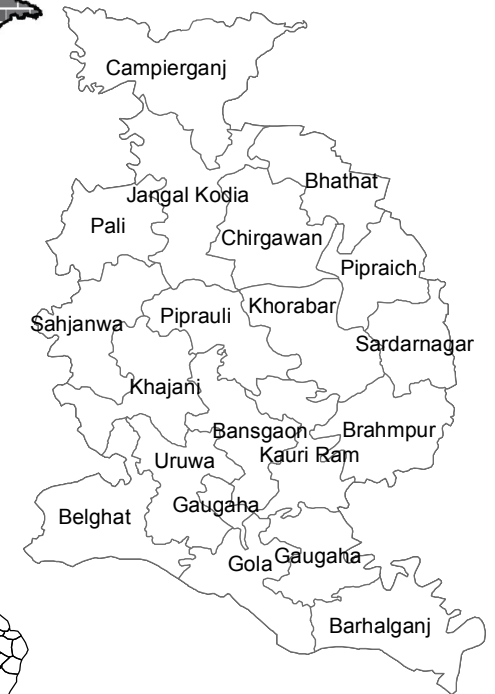 Campierganj
Bhathat
Jangal Kodia
Pali
Chirgawan
Pipraich
Khorabar
Piprauli
Sahjanwa
Sardarnagar
Khajani
Bansgaon
Brahmpur
Kauri Ram
Uruwa
Gaugaha
Belghat
Gaugaha
Gola
Barhalganj